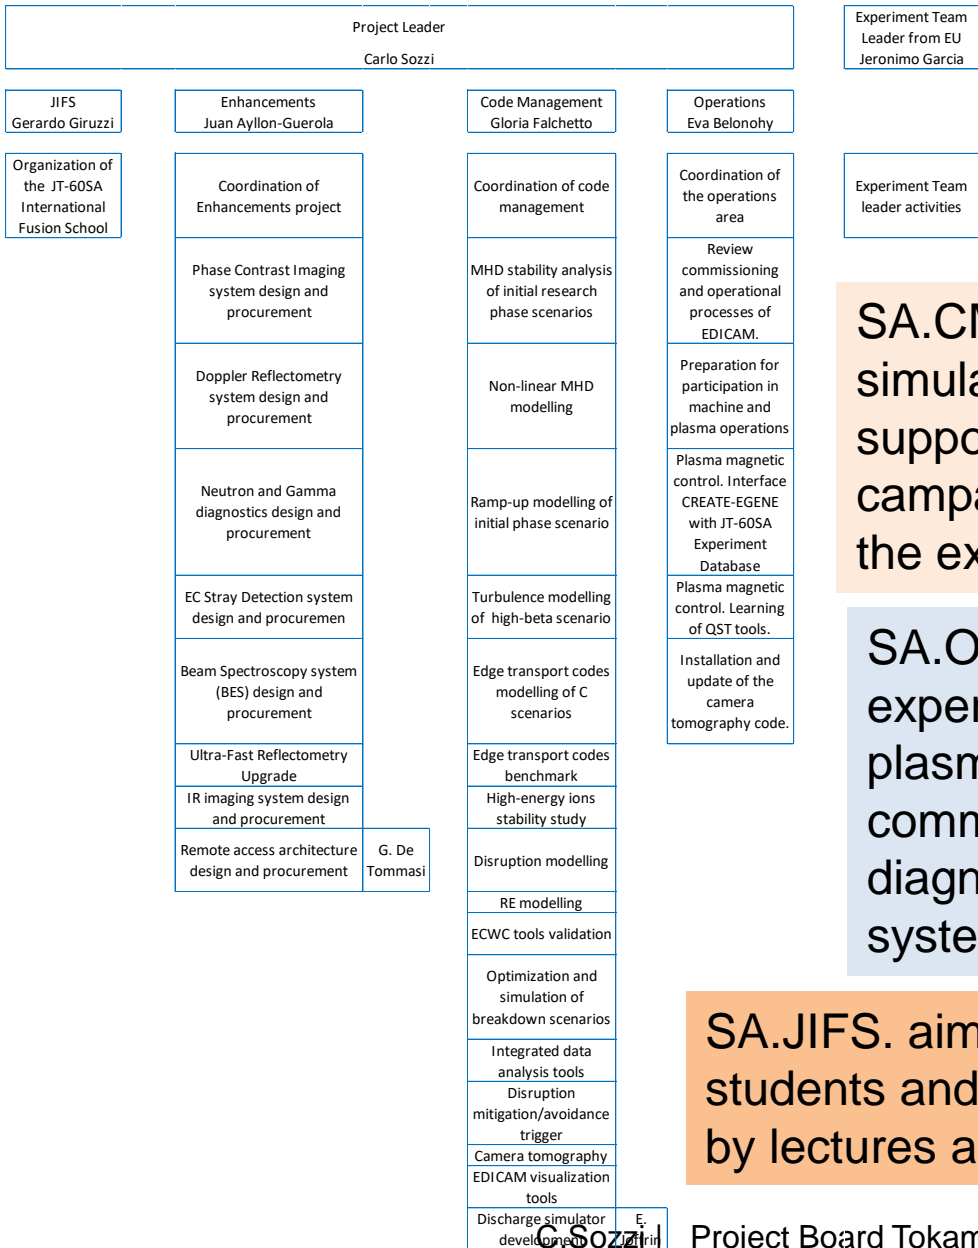 Project Leader
Carlo Sozzi
Experiment Team
Leader from EU
Jeronimo Garcia
JIFS
Gerardo Giruzzi
Enhancements
Juan Ayllon-Guerola
Code Management
Gloria Falchetto
Operations
Eva Belonohy
Organization of
the JT-60SA
International
Fusion School
Coordination of
Enhancements project
Phase Contrast Imaging
system design and
procurement
Doppler Reflectometry
system design and
procurement
Neutron and Gamma
diagnostics design and
procurement
EC Stray Detection system
design and procuremen
Beam Spectroscopy system
(BES) design and
procurement
Ultra-Fast Reflectometry
Upgrade
IR imaging system design
and procurement
Remote access architecture
design and procurement
G. De
Tommasi
Coordination of code
management
MHD stability analysis
of initial research
phase scenarios
Non-linear MHD
modelling
Ramp-up modelling of
initial phase scenario
Turbulence modelling
of high-beta scenario
Edge transport codes
modelling of C
scenarios
Edge transport codes
benchmark
High-energy ions
stability study
Disruption modelling
RE modelling
ECWC tools validation
Optimization and
simulation of
breakdown scenarios
Integrated data
analysis tools
Disruption
mitigation/avoidance
trigger
Camera tomography
EDICAM visualization
tools
Discharge simulator
development
E.
Joffrin
Coordination of
the operations
area
Review
commissioning
and operational
processes of
EDICAM.
Preparation for
participation in
machine and
plasma operations
Plasma magnetic
control. Interface
CREATE-EGENE
with JT-60SA
Experiment
Database
Plasma magnetic
control. Learning
of QST tools.
Installation and
update of the
camera
tomography code.
Experiment Team
leader activities
SA.CM
simula
suppo
campa
the ex
SA.O
exper
plasm
comm
diagn
syste
SA.JIFS. aim
students and
by lectures a
C.Sozzi | Project Board Tokam